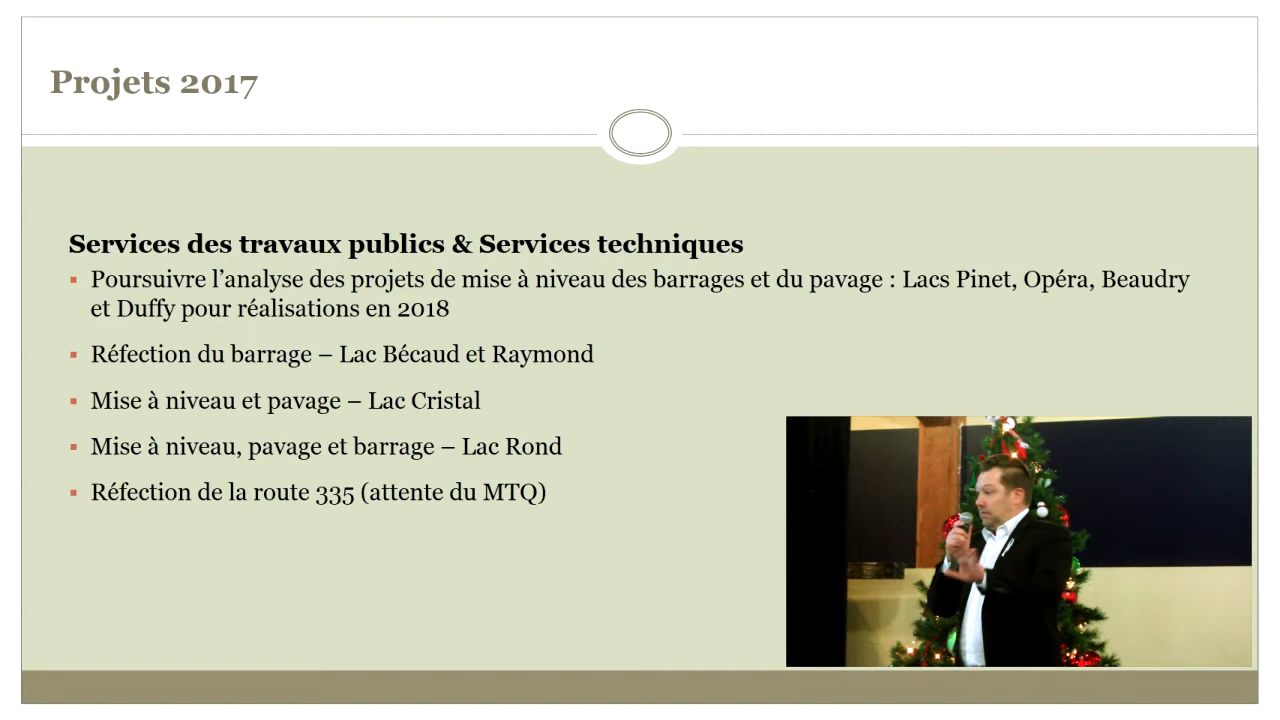 Projets 2017
Services des travaux publics & Services techniques
▪ Poursuivre l’analyse des projets de mise à niveau des barrages et du pavage : Lacs Pinet, Opéra, Beaudry
et Duffy pour réalisations en 2018
▪ Réfection du barrage – Lac Bécaud et Raymond
▪ Mise à niveau et pavage – Lac Cristal
▪ Mise à niveau, pavage et barrage – Lac Rond
▪ Réfection de la route 335 (attente du MTQ)